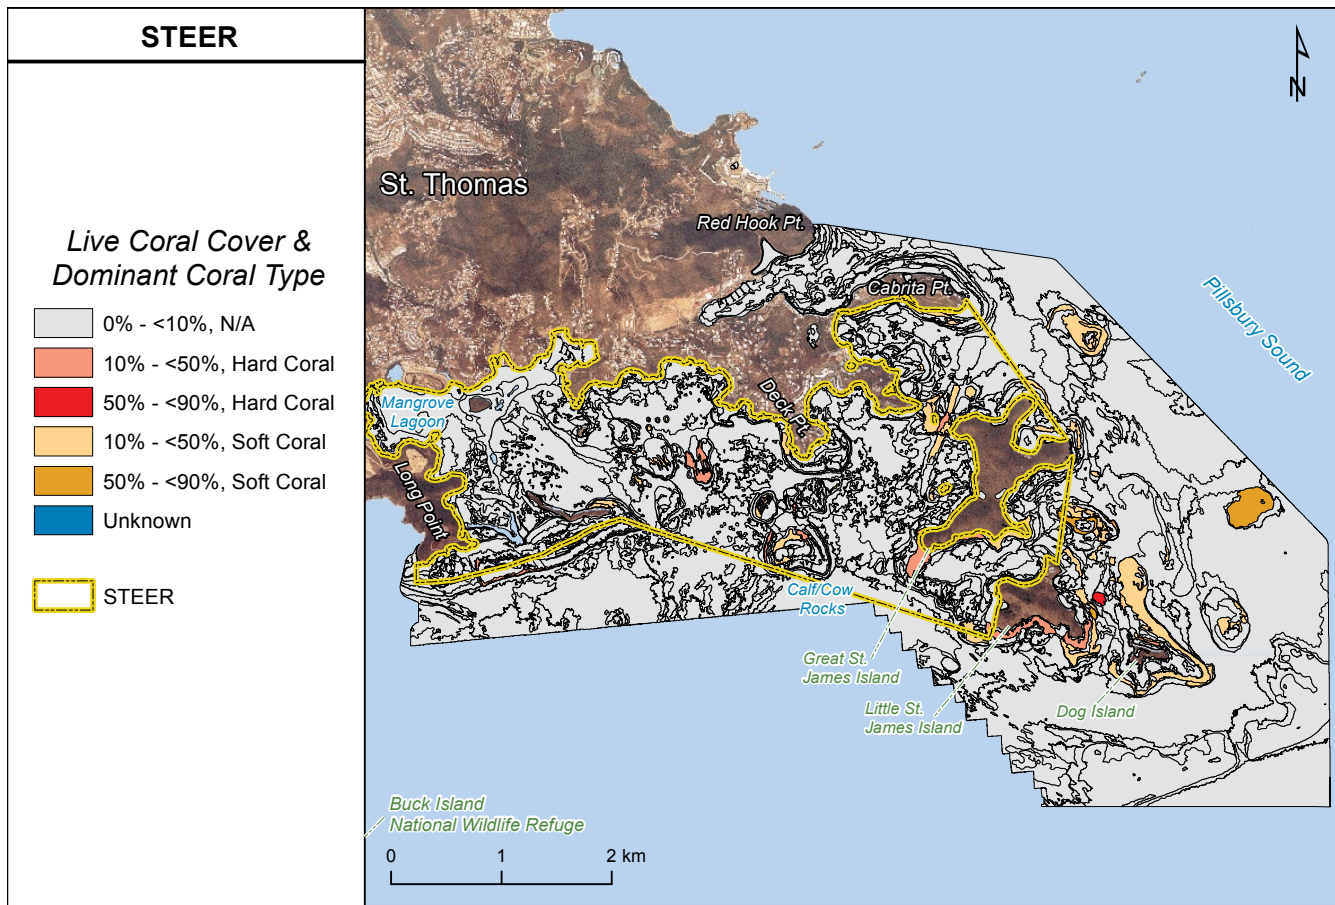 STEER
Live Coral Cover &
Dominant Coral Type
0% - <10%, N/A
10% - <50%, Hard Coral
50% - <90%, Hard Coral
10% - <50%, Soft Coral
50% - <90%, Soft Coral
Unknown
STEER
N
St. Thomas
Red Hook Pt.
Cabrita Pt.
Pillsbury Sound
Mangrove
Lagoon
Deck Pt.
Long Point
Calf/Cow
Rocks
Great St.
James Island
Little St.
James Island
Dog Island
Buck Island
National Wildlife Refuge
0 1 2 km